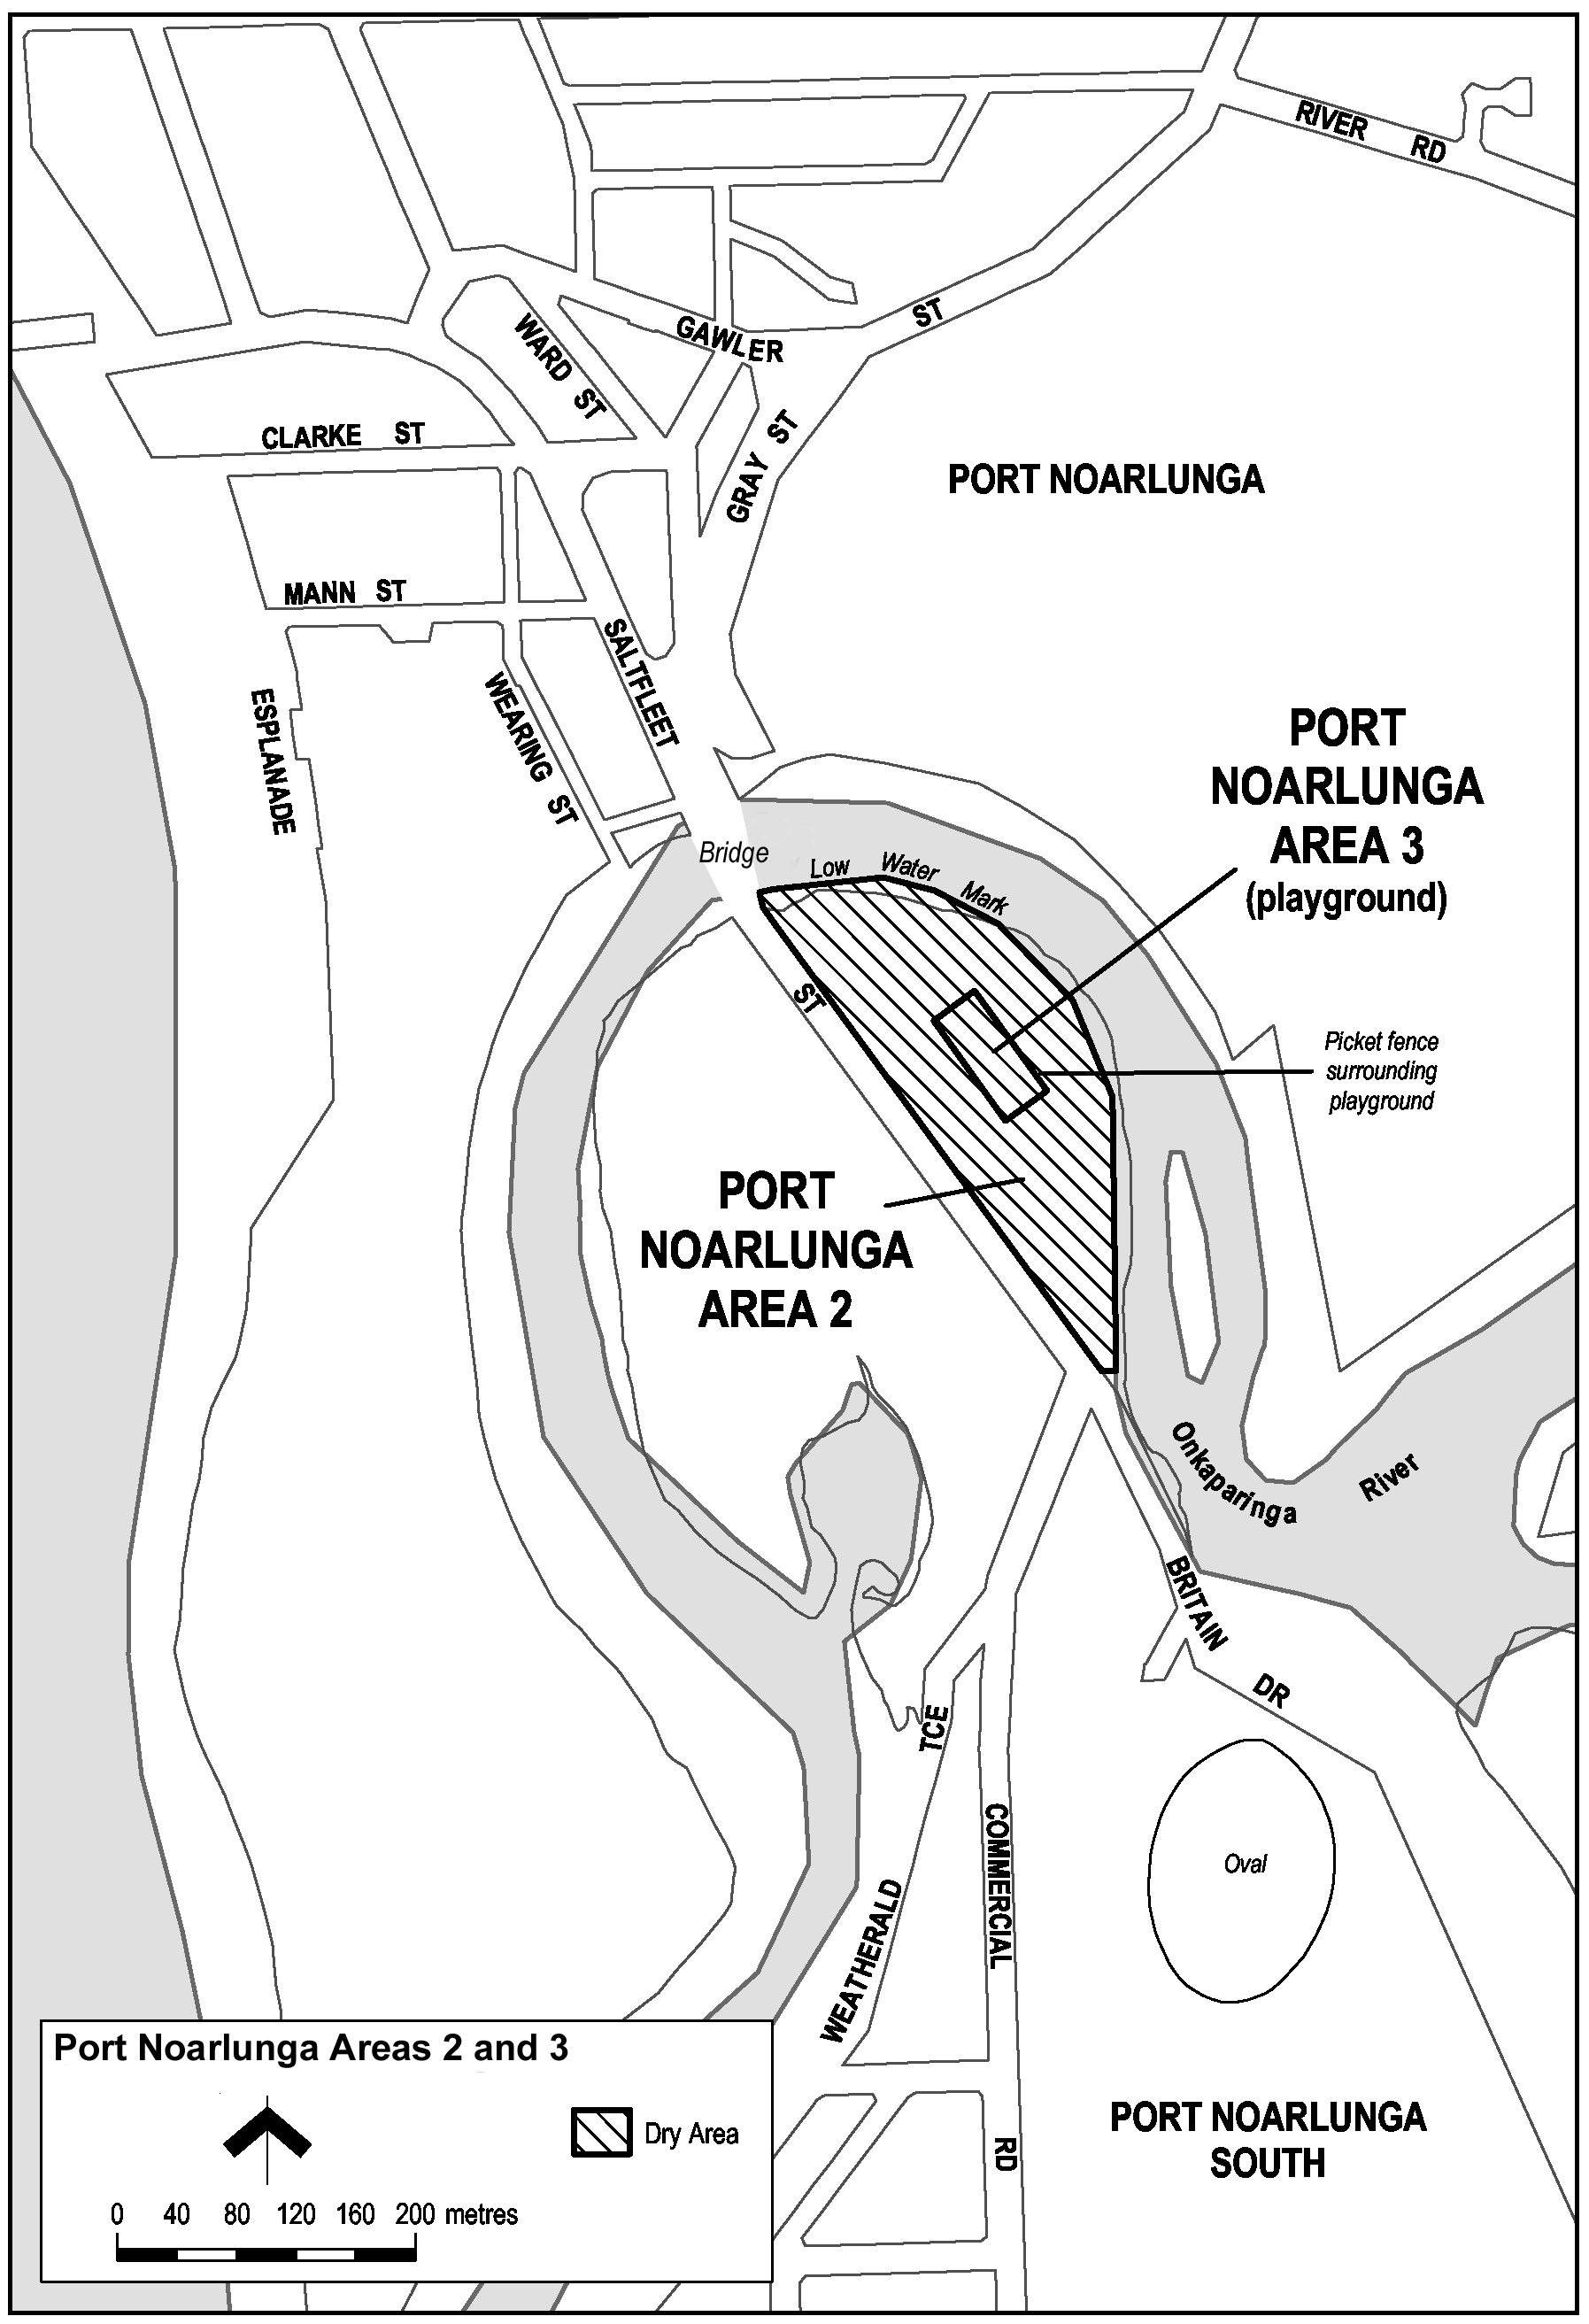 RIVER RD
GAWLER ST
WARD ST
CLARKE ST
GRAY ST
PORT NOARLUNGA
MANN ST
SALTFLEET ST
WEARING ST
ESPLANADE
PORT
NOARLUNGA
AREA 3
(playground)
Bridge
Low Water Mark
Picket fence
surrounding
playground
PORT
NOARLUNGA
AREA 2
Onkaparinga River
BRITAIN DR
WEATHERALD TCE
COMMERCIAL RD
Oval
PORT NOARLUNGA
SOUTH
Port Noarlunga Areas 2 and 3
Dry Area
0 40 80 120 160 200 metres